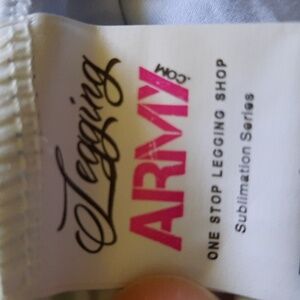 Legging
ARMY
.COM
ONE STOP LEGGING SHOP
Sublimation Series